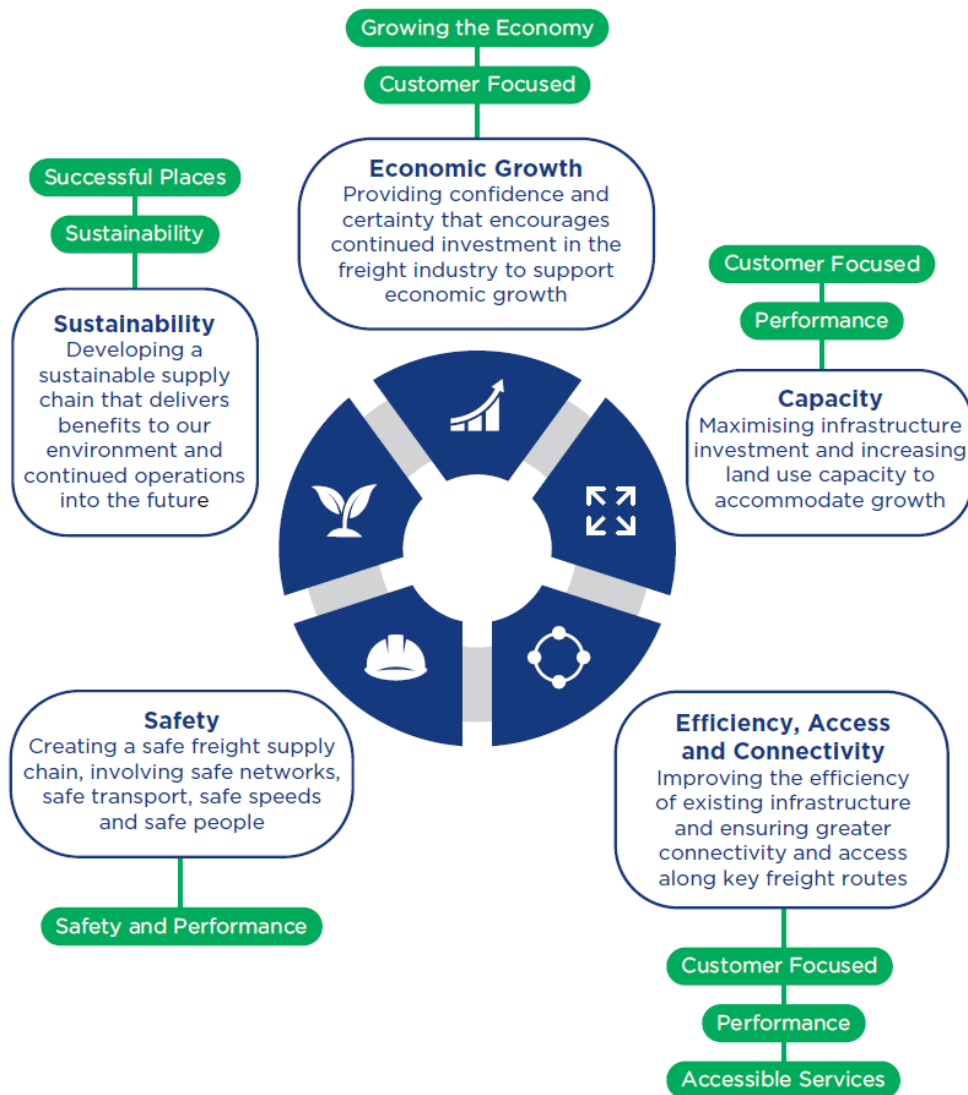 Growing the Economy
Customer Focused
Economic Growth
Providing confidence and
certainty that encourages
continued investment in the
freight industry to support
economic growth
Successful Places
Sustainability
Sustainability
Developing a
sustainable supply
chain that delivers
benefits to our
environment and
continued operations
into the future
Customer Focused
Performance
Capacity
Maximising infrastructure
investment and increasing
land use capacity to
accommodate growth
Safety
Creating a safe freight supply
chain, involving safe networks,
safe transport, safe speeds
and safe people
Safety and Performance
Efficiency, Access
and Connectivity
Improving the efficiency
of existing infrastructure
and ensuring greater
connectivity and access
along key freight routes
Customer Focused
Performance
Accessible Services